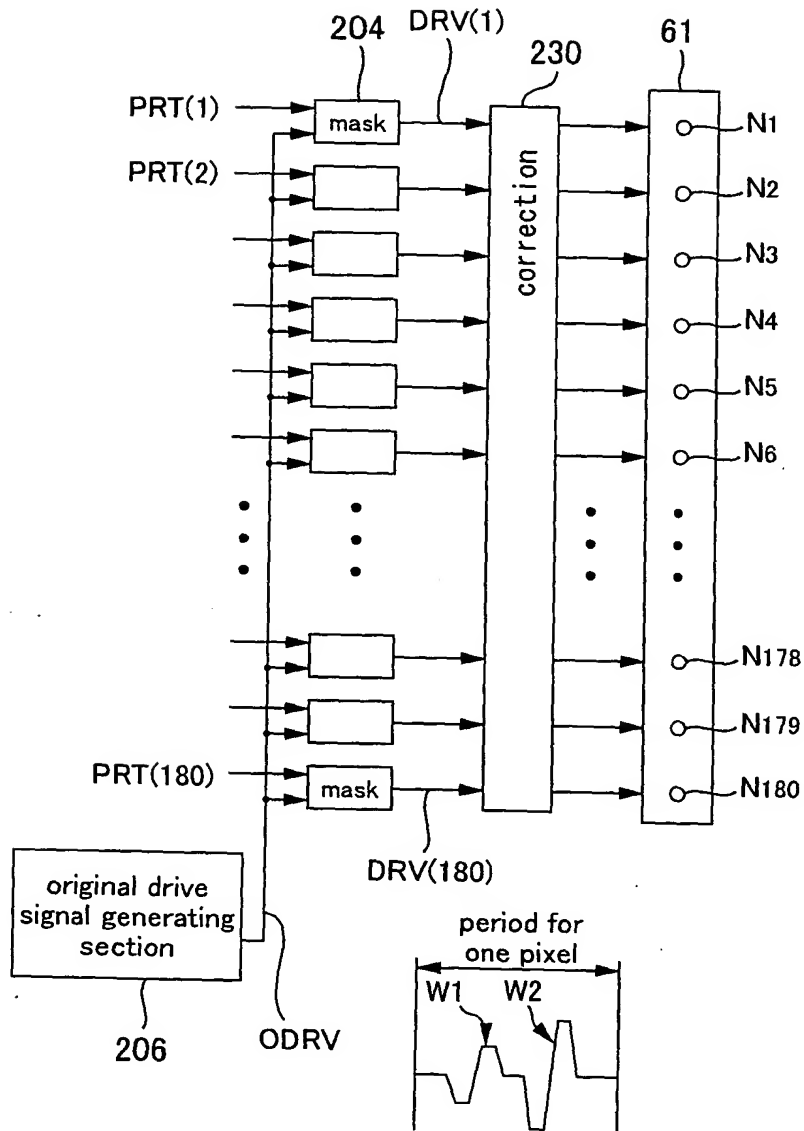 204
DRV(1)
230
61
PRT(1)
mask
N1
PRT(2)
N2
correction
N3
N4
N5
N6
N178
N179
PRT(180)
mask
N180
DRV(180)
original drive
signal generating
section
206
ODRV
period for
one pixel
W1
W2